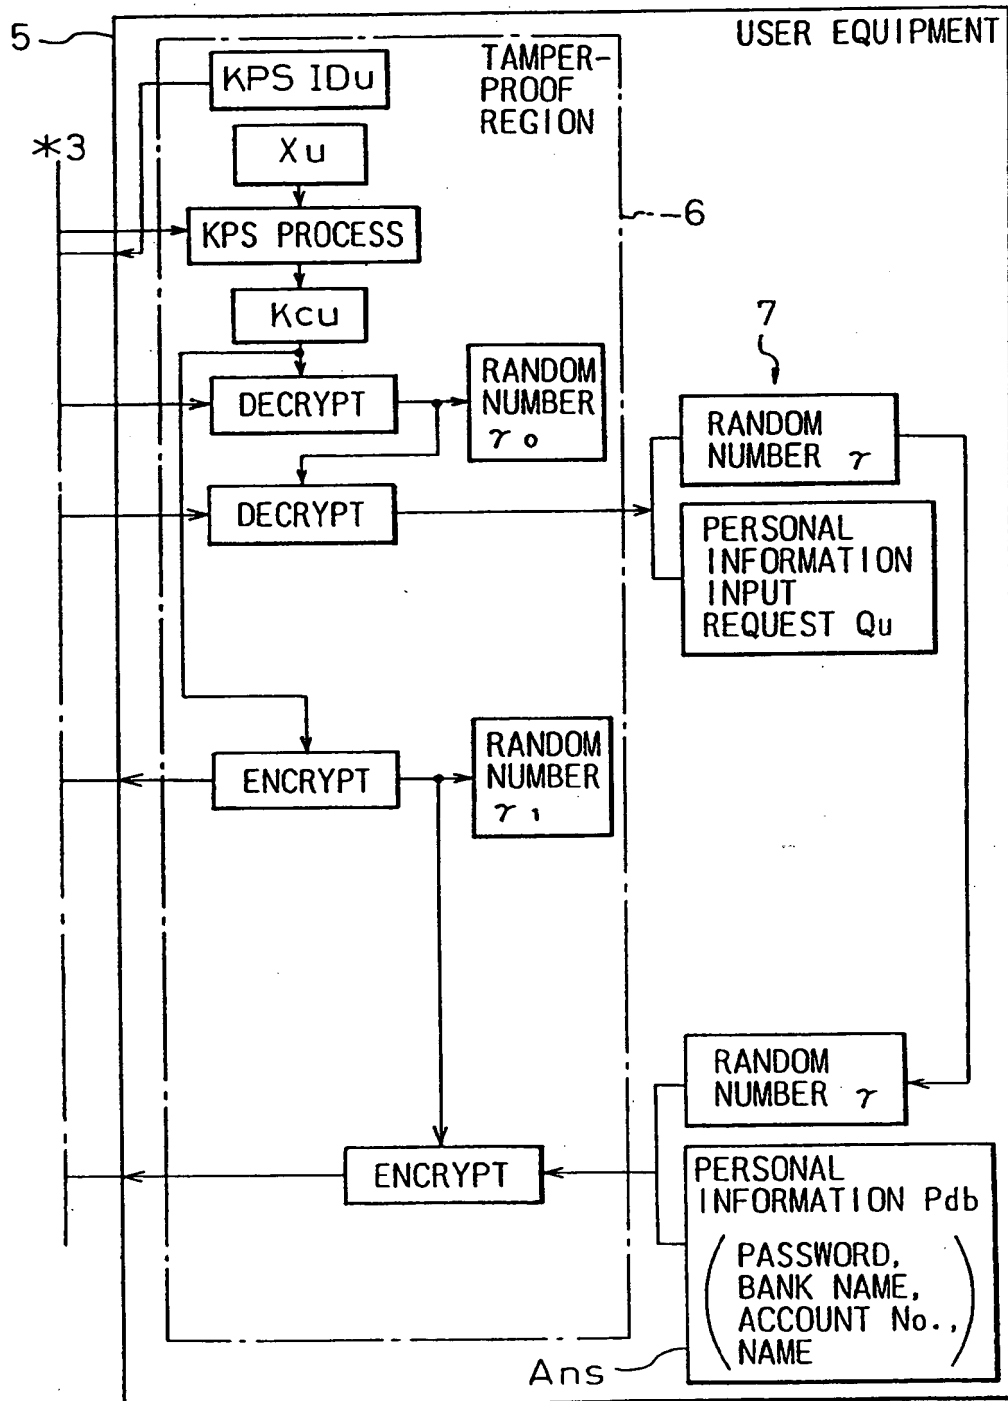 5
USER EQUIPMENT
TAMPER-
PROOF
REGION
KPS IDu
*3
Xu
6
KPS PROCESS
Kcu
7
DECRYPT
RANDOM
NUMBER
γ0
RANDOM
NUMBER γ
DECRYPT
PERSONAL
INFORMATION
INPUT
REQUEST Qu
ENCRYPT
RANDOM
NUMBER
γ1
RANDOM
NUMBER γ
ENCRYPT
PERSONAL
INFORMATION Pdb
(PASSWORD,
BANK NAME,
ACCOUNT No.,
NAME)
Ans